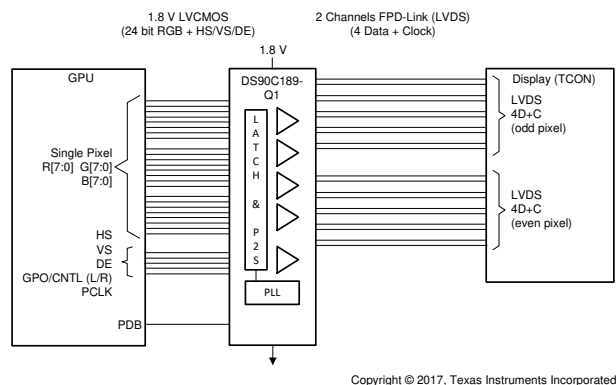 1.8 V LVCMOS
(24 bit RGB + HS/VS/DE)
2 Channels FPD-Link (LVDS)
(4 Data + Clock)
1.8 V
GPU
DS90C189-
Q1
Display (TCON)
Single Pixel
R[7:0] G[7:0]
B[7:0]
HS
VS
DE
GPO/CNTL (L/R)
PCLK
PDB
L
A
T
C
H
&
P
2
S
PLL
LVDS
4D+C
(odd pixel)
LVDS
4D+C
(even pixel)
Copyright © 2017, Texas Instruments Incorporated